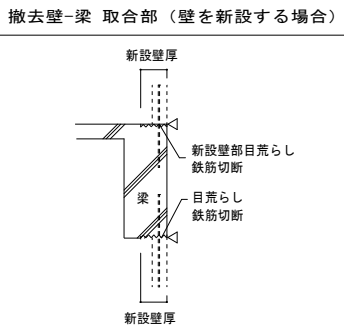 撤去壁-梁 取合部（壁を新設する場合）
新設壁厚
新設壁部目荒らし
鉄筋切断
梁
目荒らし
鉄筋切断
新設壁厚